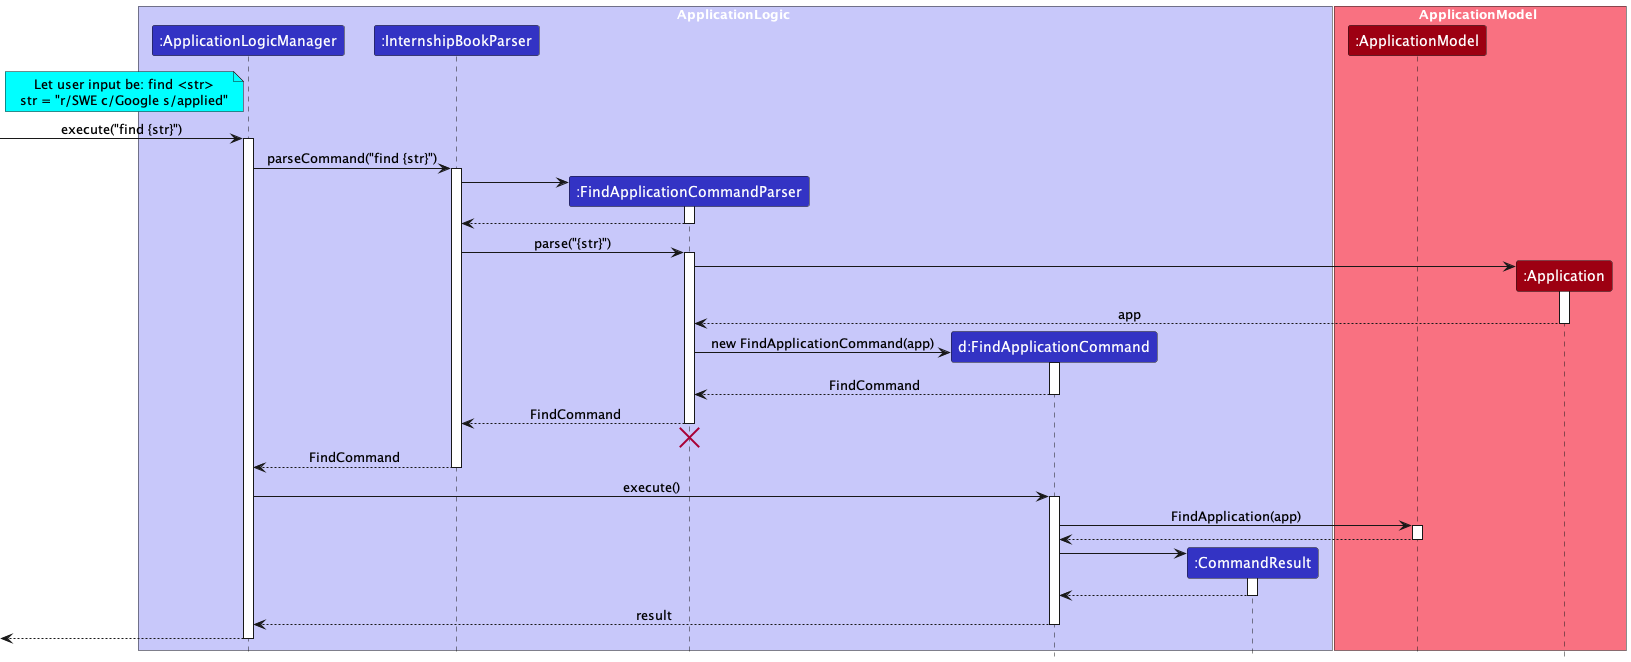 ApplicationLogic
ApplicationModel
:ApplicationLogicManager
:InternshipBookParser
:ApplicationModel
Let user input be: find <str>
str = "r/SWE c/Google s/applied"
execute("find {str}")
parseCommand("find {str}")
:FindApplicationCommandParser
parse("{str}")
:Application
app
new FindApplicationCommand(app)
d:FindApplicationCommand
FindCommand
FindCommand
FindCommand
execute()
FindApplication(app)
:CommandResult
result